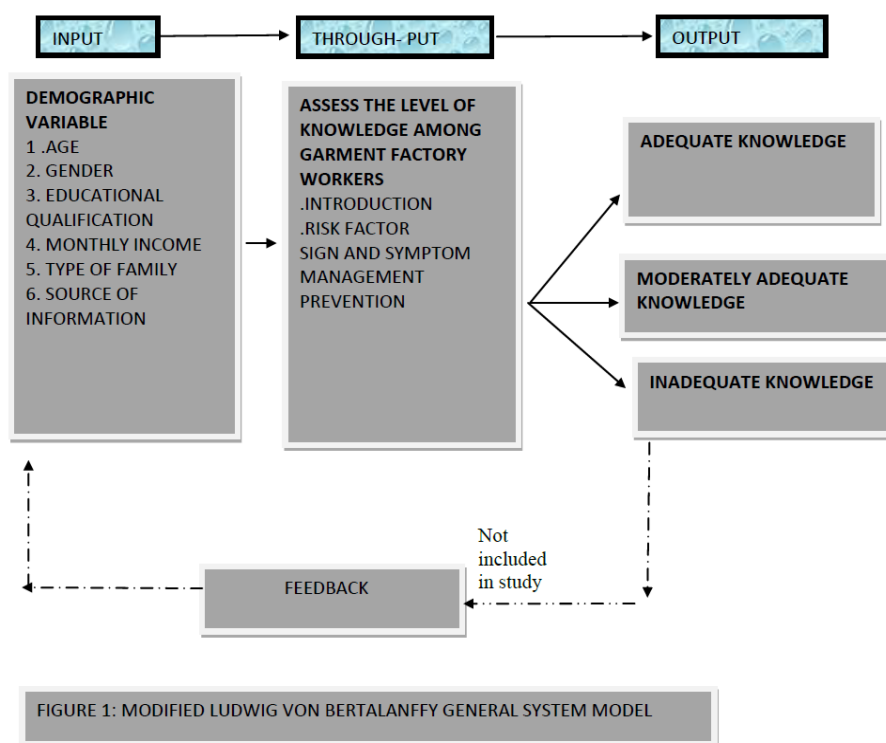 INPUT
THROUGH- PUT
OUTPUT
DEMOGRAPHIC
VARIABLE
1 .AGE
2. GENDER
3. EDUCATIONAL
QUALIFICATION
4. MONTHLY INCOME
5. TYPE OF FAMILY
6. SOURCE OF
INFORMATION
ASSESS THE LEVEL OF
KNOWLEDGE AMONG
GARMENT FACTORY
WORKERS
.INTRODUCTION
.RISK FACTOR
SIGN AND SYMPTOM
MANAGEMENT
PREVENTION
ADEQUATE KNOWLEDGE
MODERATELY ADEQUATE
KNOWLEDGE
INADEQUATE KNOWLEDGE
Not
included
in study
FEEDBACK
FIGURE 1: MODIFIED LUDWIG VON BERTALANFFY GENERAL SYSTEM MODEL